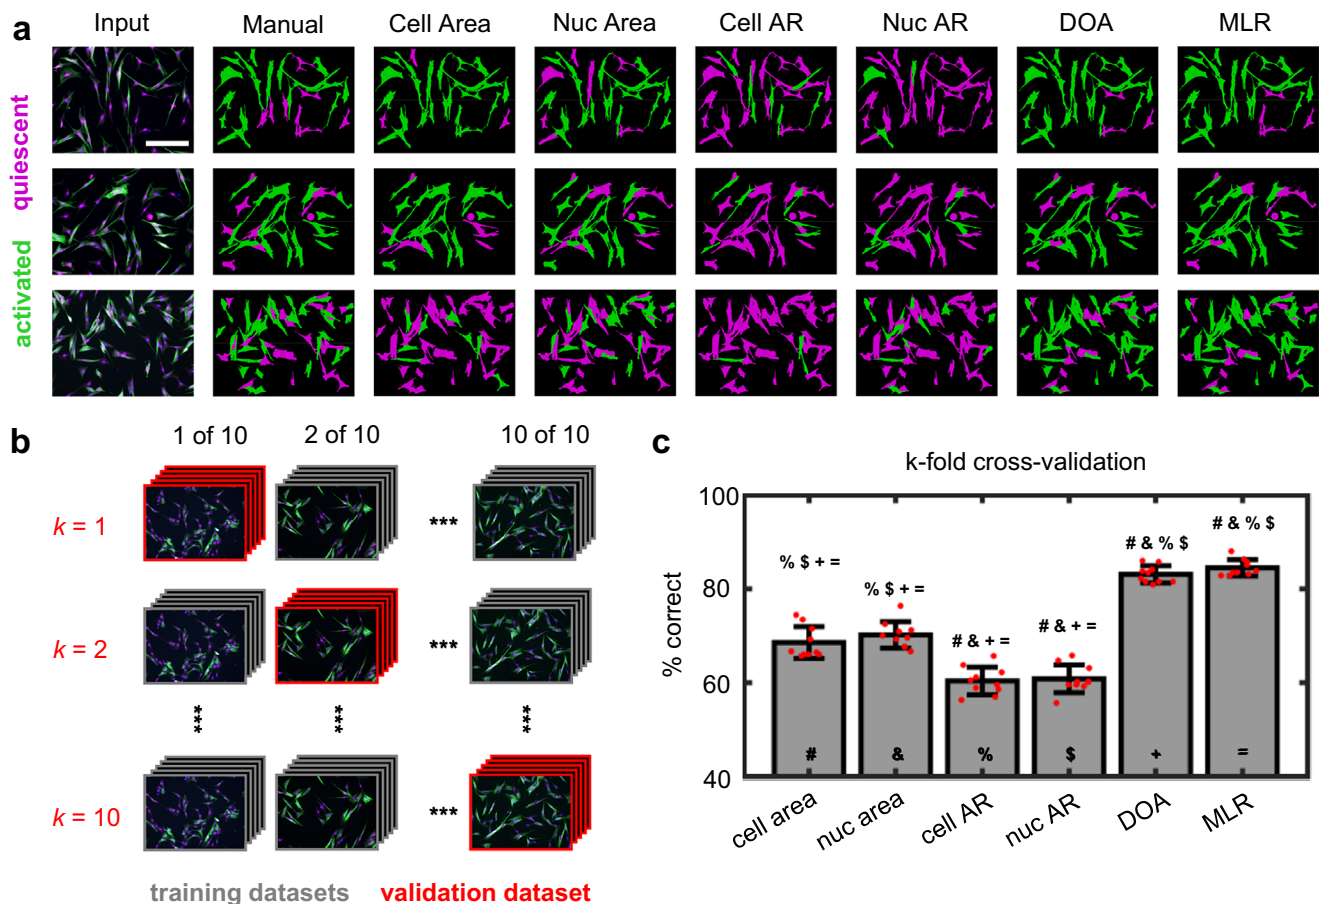 a
Input Manual Cell Area Nuc Area Cell AR Nuc AR DOA MLR
quiescent
activated
b
1 of 10 2 of 10 10 of 10
k = 1
***
k = 2
***
*** *** ***
k = 10
***
training datasets validation dataset
c
k-fold cross-validation
% correct
100
80
60
40
% $ + =
% $ + =
# & + =
# & + =
# & % $
# & % $
# & % $ + =
cell area nuc area cell AR nuc AR DOA MLR